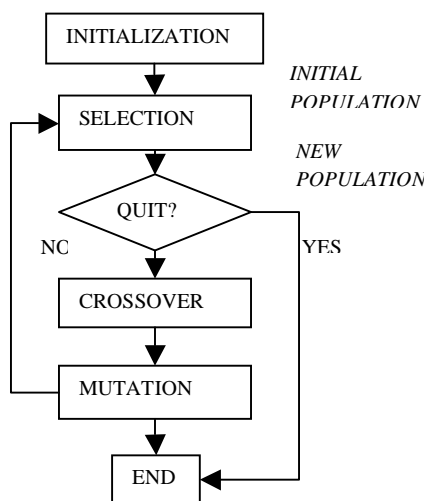 INITIALIZATION
INITIAL
POPULATION
SELECTION
NEW
POPULATION
QUIT?
NO
YES
CROSSOVER
MUTATION
END